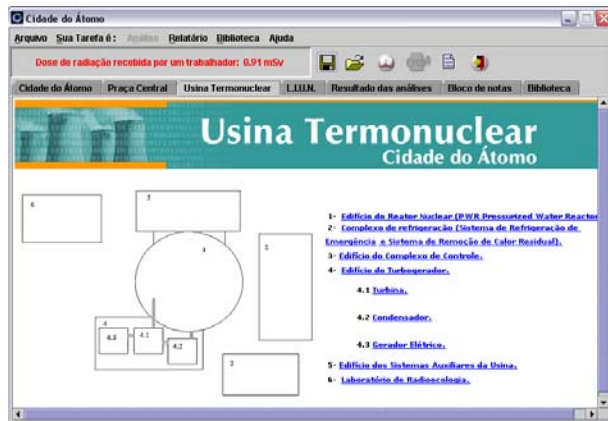 Cidade do Átomo
Arquivo Sua Tarefa é : Análise Relatório Biblioteca Ajuda
Dose de radiação recebida por um trabalhador: 0.91 mSv
Cidade do Átomo Praça Central Usina Termonuclear L.I.U.N. Resultado das análises Bloco de notas Biblioteca
Usina Termonuclear
Cidade do Átomo
6
5
1
4
4.3
4.1
4.2
3
1- Edifício do Reator Nuclear (PWR Pressurized Water Reactor
2- Complexo de refrigeração (Sistema de Refrigeração de
Emergência e Sistema de Remoção de Calor Residual).
3- Edifício do Complexo de Controle.
4- Edifício do Turbogerador.
4.1 Turbina.
4.2 Condensador.
4.3 Gerador Elétrico.
5- Edifício dos Sistemas Auxiliares da Usina.
6- Laboratório de Radioecologia.